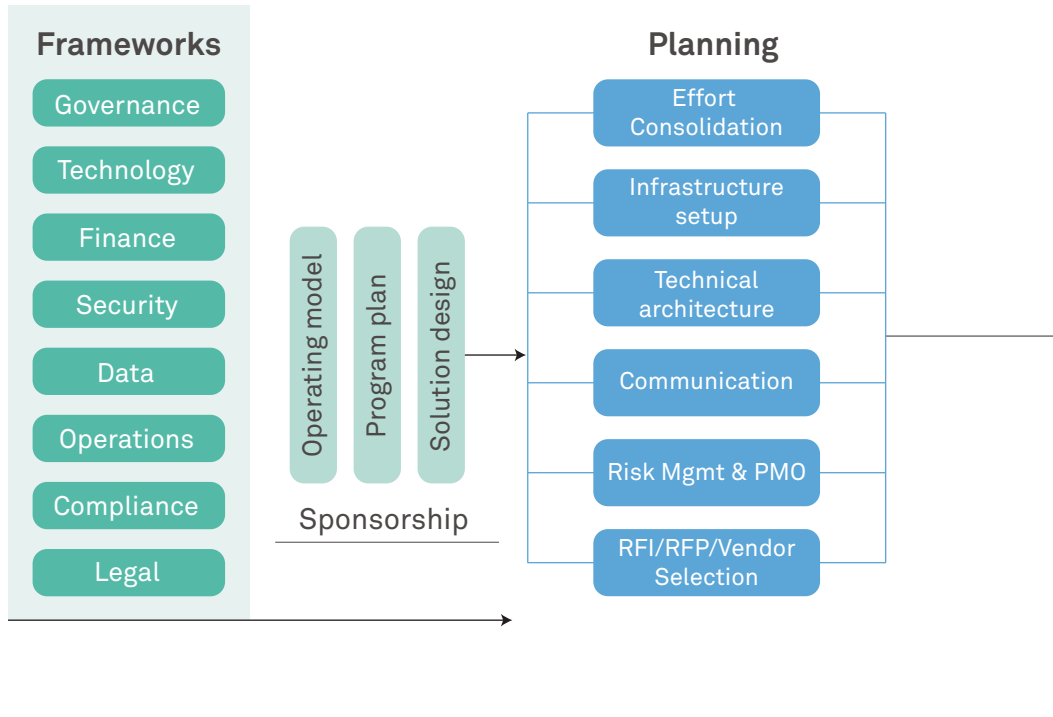 Frameworks
Governance
Technology
Finance
Security
Data
Operations
Compliance
Legal
Operating model
Program plan
Solution design
Sponsorship
Planning
Effort
Consolidation
Infrastructure
setup
Technical
architecture
Communication
Risk Mgmt & PMO
RFI/RFP/Vendor
Selection